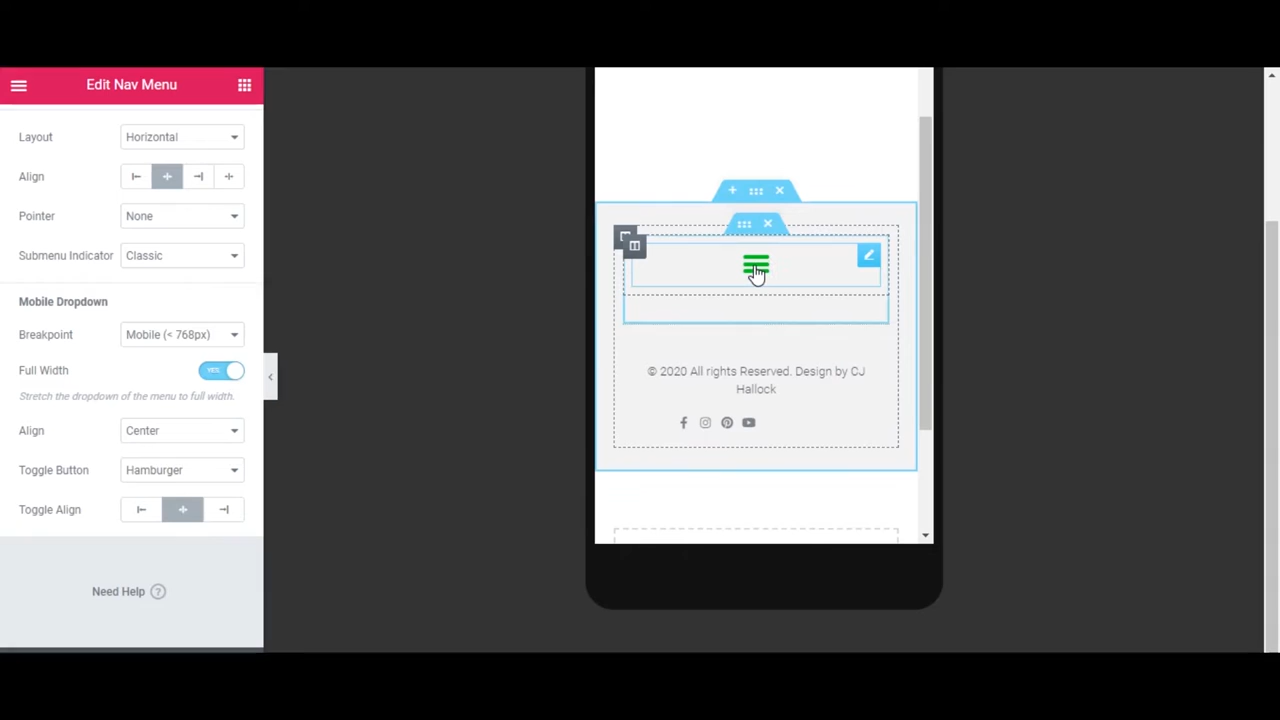 Edit Nav Menu
Layout Horizontal
Align
Pointer None
Submenu Indicator Classic
Mobile Dropdown
Breakpoint Mobile (< 768px)
Full Width YES
Stretch the dropdown of the menu to full width.
Align Center
Toggle Button Hamburger
Toggle Align
Need Help ?
© 2020 All rights Reserved. Design by CJ
Hallock